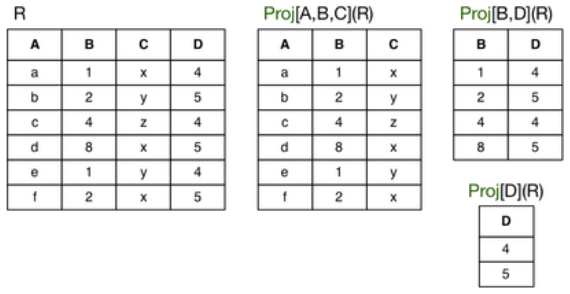 R
A B C D
a 1 x 4
b 2 y 5
c 4 z 4
d 8 x 5
e 1 y 4
f 2 x 5
Proj[A,B,C](R)
A B C
a 1 x
b 2 y
c 4 z
d 8 x
e 1 y
f 2 x
Proj[B,D](R)
B D
1 4
2 5
4 4
8 5
Proj[D](R)
D
4
5